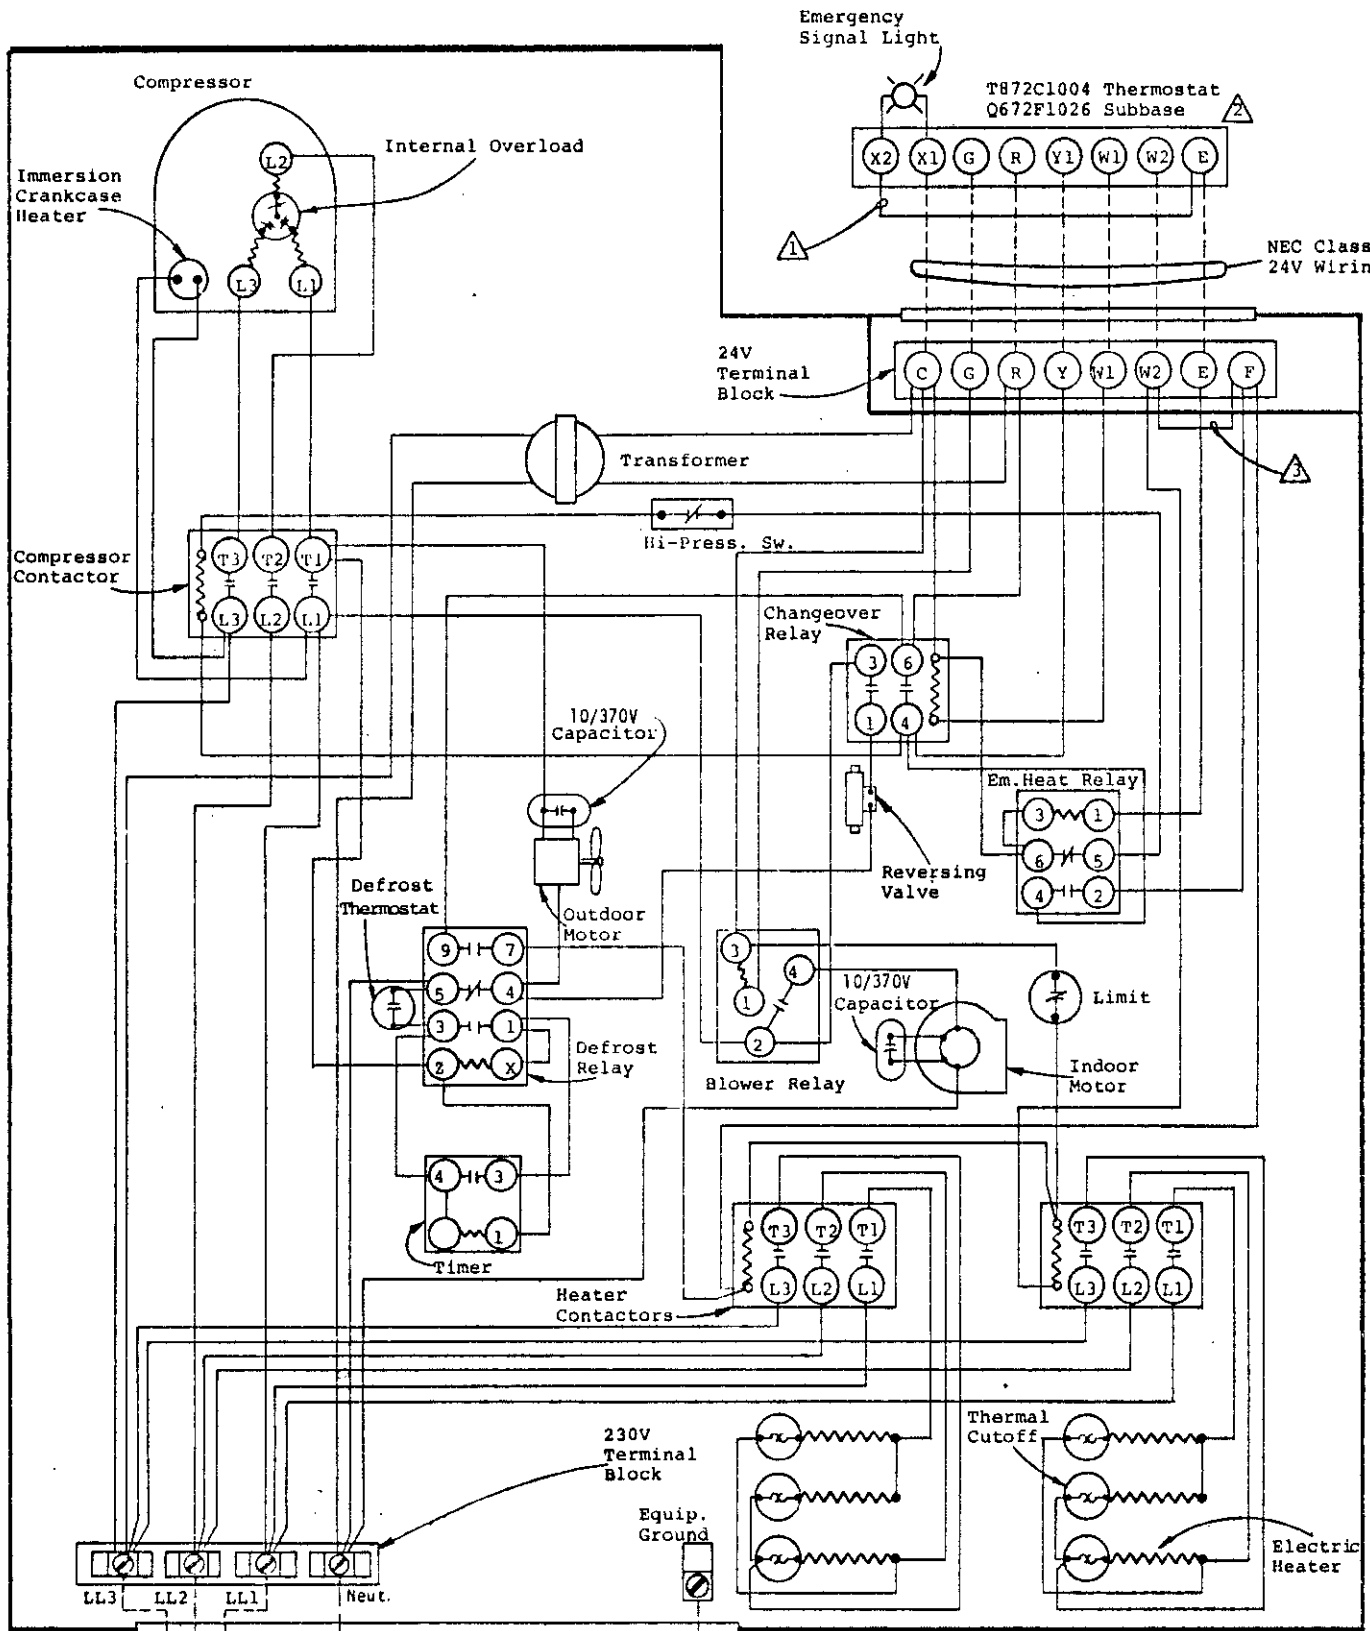 Emergency
Signal Light
T872C1004 Thermostat
Q672F1026 Subbase
2
Compressor
Internal Overload
Immersion
Crankcase
Heater
L2
L3
L1
X2 X1 G R Y1 W1 W2 E
1
NEC Class
24V Wirin
24V
Terminal
Block
C G R Y W1 W2 E F
3
Transformer
Hi-Press. Sw.
Compressor
Contactor
T3 T2 T1
L3 L2 L1
Changeover
Relay
3 6
1 4
10/370V
Capacitor
Em.Heat Relay
3 1
6 5
4 2
Reversing
Valve
Defrost
Thermostat
Outdoor
Motor
9 7
5 4
3 1
Z X
Defrost
Relay
3
4
1
2
Blower Relay
10/370V
Capacitor
Limit
Indoor
Motor
4 3
1
Timer
T3 T2 T1
L3 L2 L1
T3 T2 T1
L3 L2 L1
Heater
Contactors
Thermal
Cutoff
230V
Terminal
Block
Equip.
Ground
Electric
Heater
LL3 LL2 LL1 Neut.